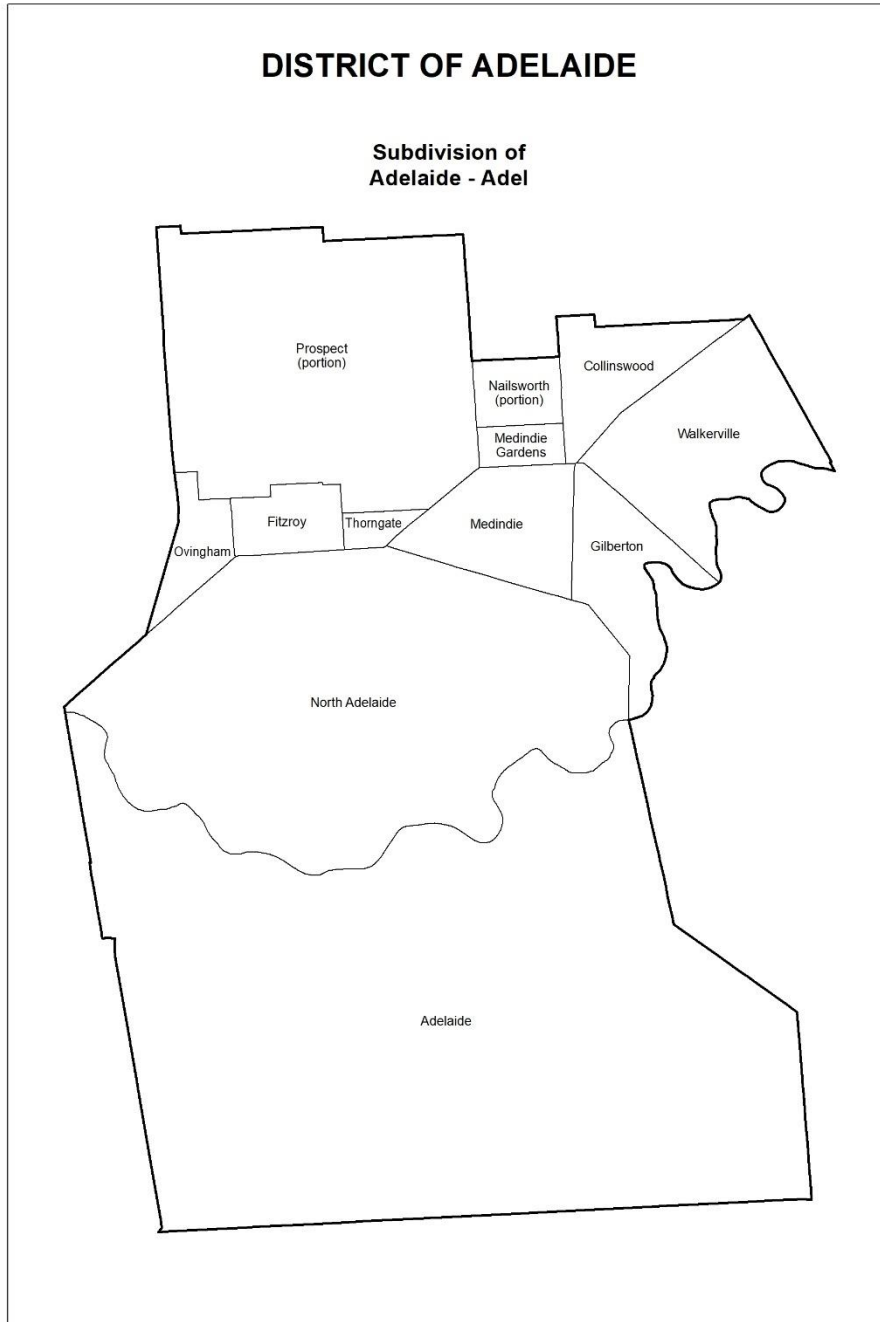 DISTRICT OF ADELAIDE
Subdivision of
Adelaide - Adel
Prospect
(portion)
Collinswood
Nailsworth
(portion)
Walkerville
Medindie
Gardens
Fitzroy
Thorngate
Medindie
Ovingham
Gilberton
North Adelaide
Adelaide